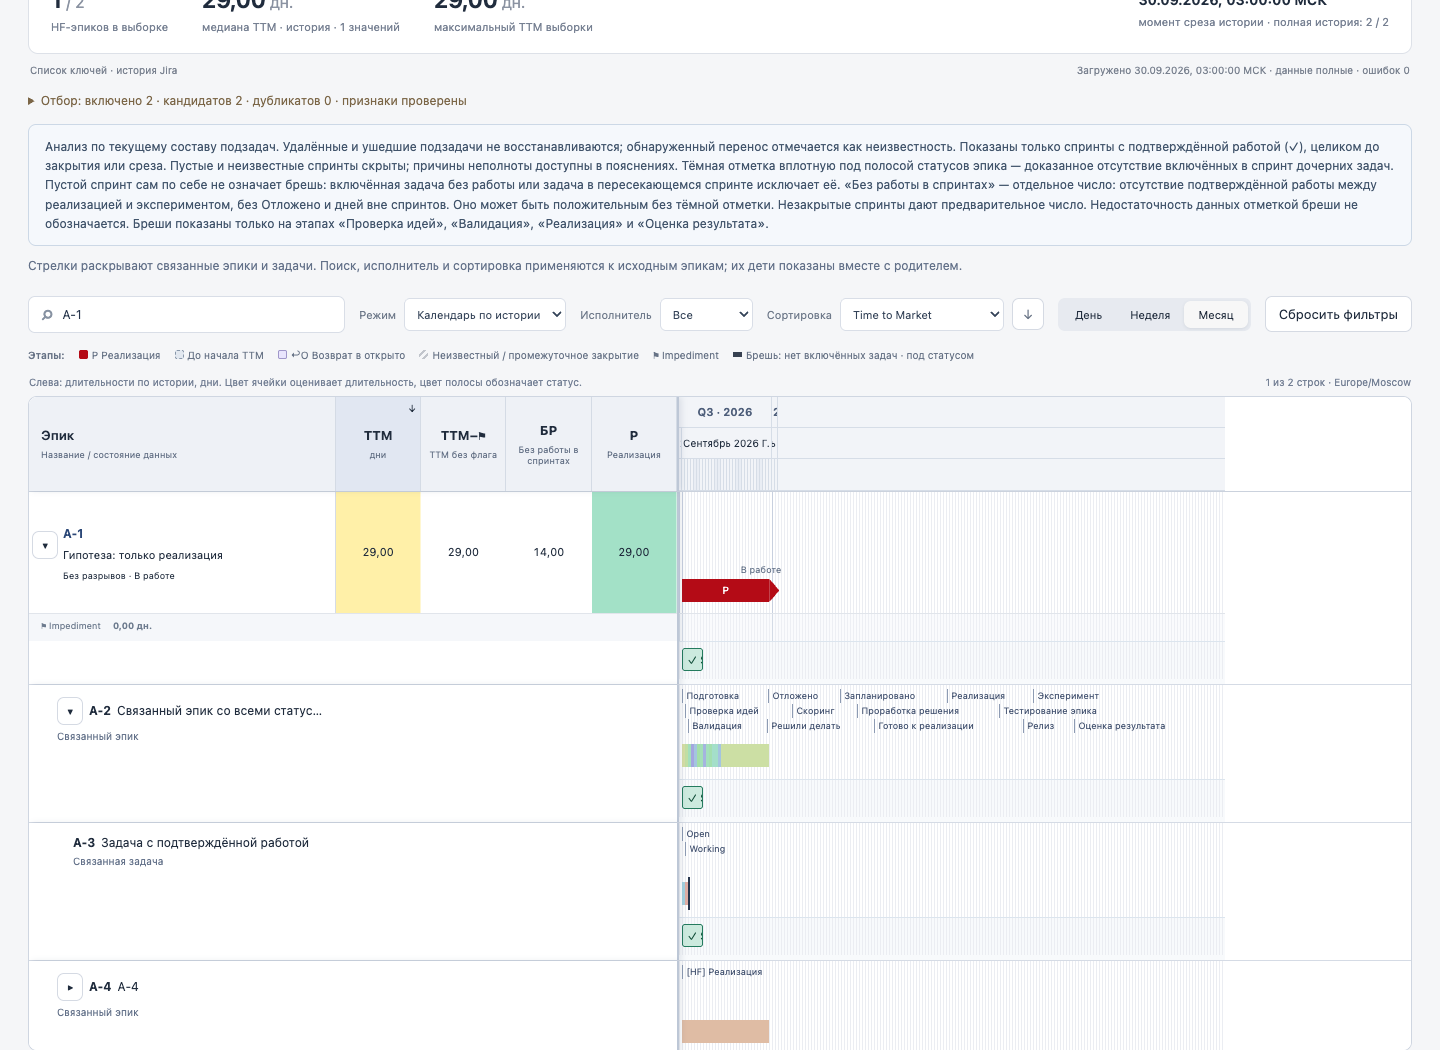 1 / 2
29,00 дн.
29,00 дн.
30.09.2026, 03:00:00 МСК
HF-эпиков в выборке
медиана ТТМ · история · 1 значений
максимальный ТТМ выборки
момент среза истории · полная история: 2 / 2
Список ключей · история Jira
Загружено 30.09.2026, 03:00:00 МСК · данные полные · ошибок 0
Отбор: включено 2 · кандидатов 2 · дубликатов 0 · признаки проверены
Анализ по текущему составу подзадач. Удалённые и ушедшие подзадачи не восстанавливаются; обнаруженный перенос отмечается как неизвестность. Показаны только спринты с подтверждённой работой (✓), целиком до
закрытия или среза. Пустые и неизвестные спринты скрыты; причины неполноты доступны в пояснениях. Тёмная отметка вплотную под полосой статусов эпика — доказанное отсутствие включённых в спринт дочерних задач.
Пустой спринт сам по себе не означает брешь: включённая задача без работы или задача в пересекающемся спринте исключает её. «Без работы в спринтах» — отдельное число: отсутствие подтверждённой работы между
реализацией и экспериментом, без Отложено и дней вне спринтов. Оно может быть положительным без тёмной отметки. Незакрытые спринты дают предварительное число. Недостаточность данных отметкой бреши не
обозначается. Бреши показаны только на этапах «Проверка идей», «Валидация», «Реализация» и «Оценка результата».
Стрелки раскрывают связанные эпики и задачи. Поиск, исполнитель и сортировка применяются к исходным эпикам; их дети показаны вместе с родителем.
A-1
Режим
Календарь по истории
Исполнитель
Все
Сортировка
Time to Market
↓
День
Неделя
Месяц
Сбросить фильтры
Этапы:
Р Реализация
До начала ТТМ
↩О Возврат в открыто
Неизвестный / промежуточное закрытие
⚑ Impediment
Брешь: нет включённых задач · под статусом
Слева: длительности по истории, дни. Цвет ячейки оценивает длительность, цвет полосы обозначает статус.
1 из 2 строк · Europe/Moscow
Эпик
Название / состояние данных
↓
ТТМ
дни
ТТМ−⚑
ТТМ без флага
БР
Без работы в
спринтах
Р
Реализация
Q3 · 2026
Сентябрь 2026 г.
A-1
Гипотеза: только реализация
Без разрывов · В работе
29,00
29,00
14,00
29,00
В работе
Р
⚑ Impediment 0,00 дн.
✓
A-2 Связанный эпик со всеми статус…
Связанный эпик
Подготовка
Отложено
Запланировано
Реализация
Эксперимент
Проверка идей
Скоринг
Проработка решения
Тестирование эпика
Валидация
Решили делать
Готово к реализации
Релиз
Оценка результата
✓
A-3 Задача с подтверждённой работой
Связанная задача
Open
Working
✓
A-4 A-4
Связанный эпик
[HF] Реализация